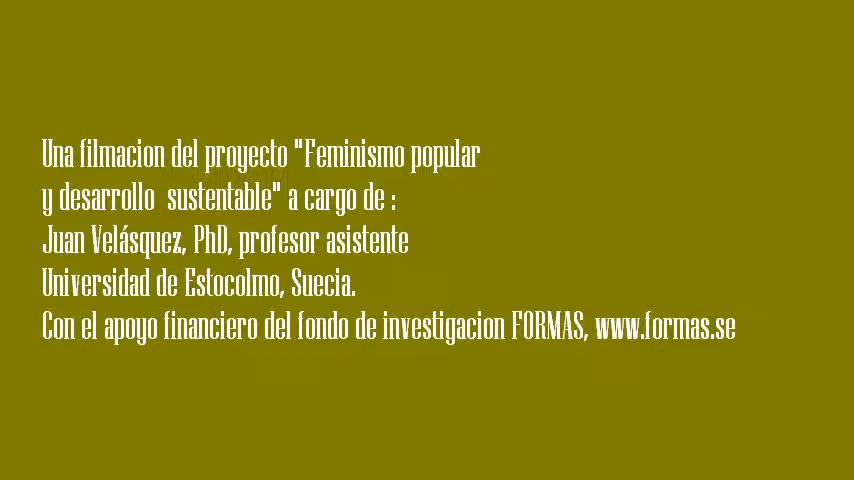 Una filmacion del proyecto "Feminismo popular
y desarrollo sustentable" a cargo de :
Juan Velásquez, PhD, profesor asistente
Universidad de Estocolmo, Suecia.
Con el apoyo financiero del fondo de investigacion FORMAS, www.formas.se